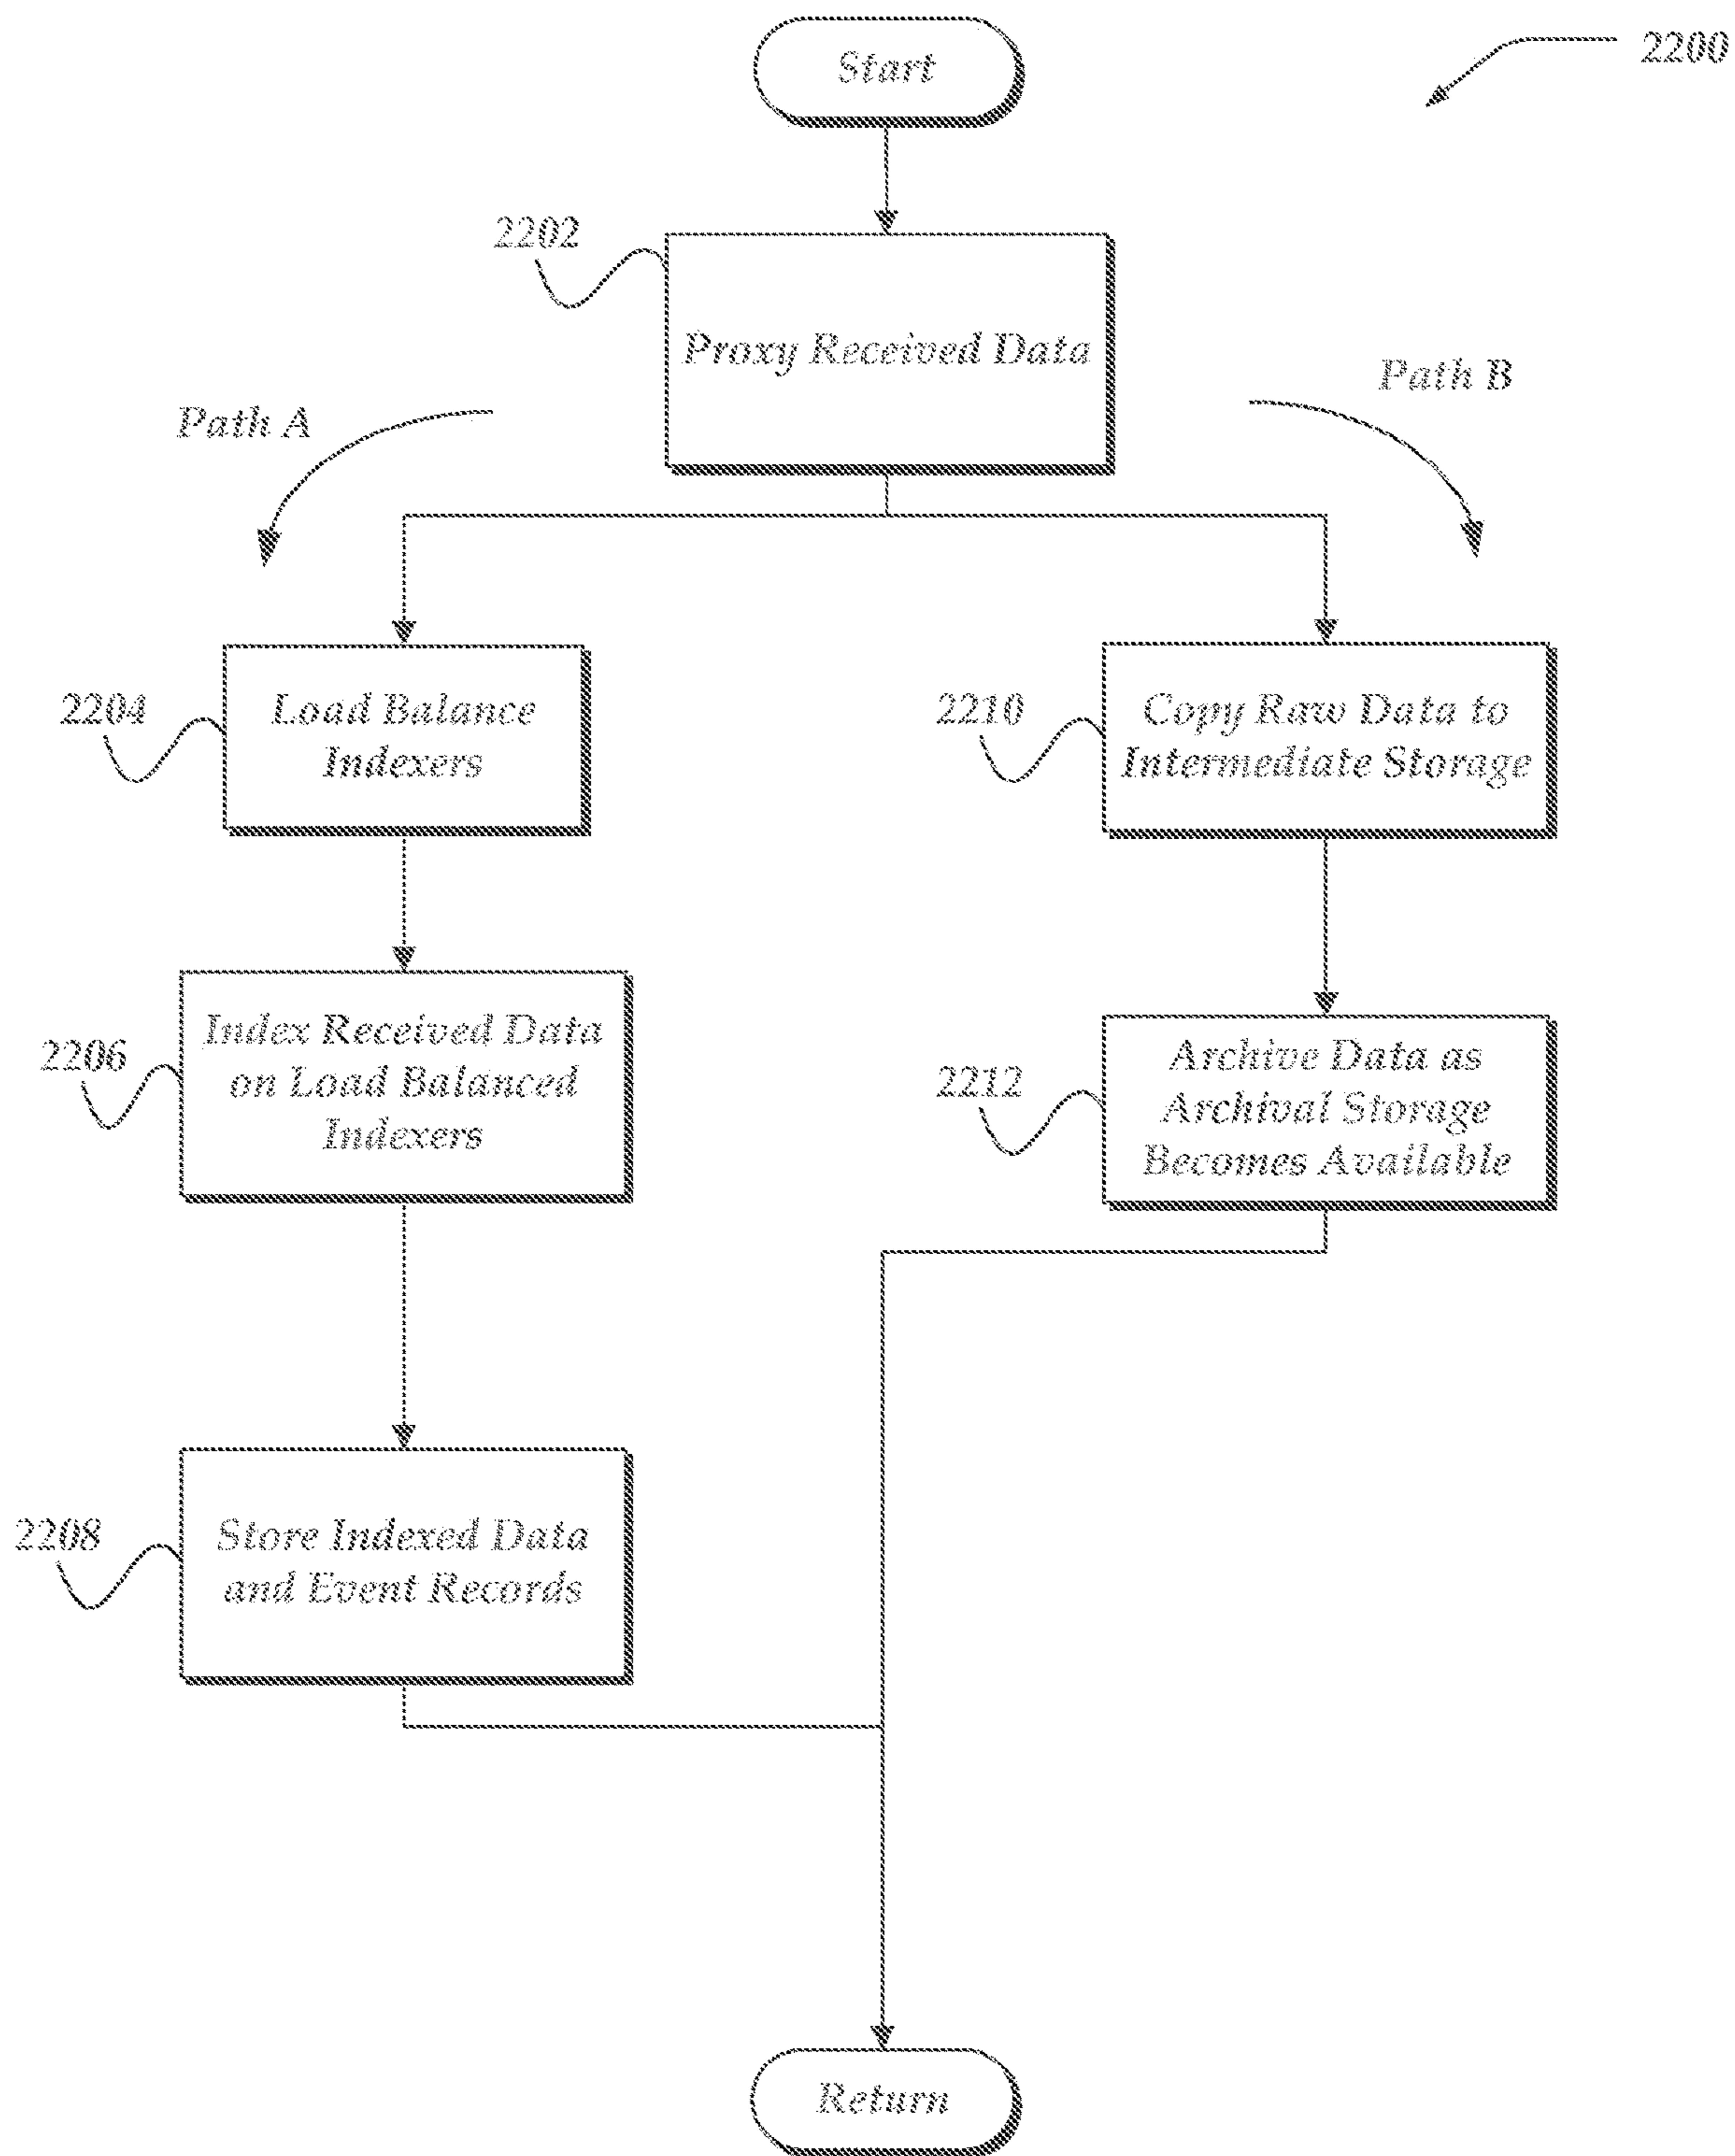 Start
2200
2202
Proxy Received Data
Path A
Path B
2204
Load Balance
Indexers
2210
Copy Raw Data to
Intermediate Storage
2206
Index Received Data
on Load Balanced
Indexers
2212
Archive Data as
Archival Storage
Becomes Available
2208
Store Indexed Data
and Event Records
Return